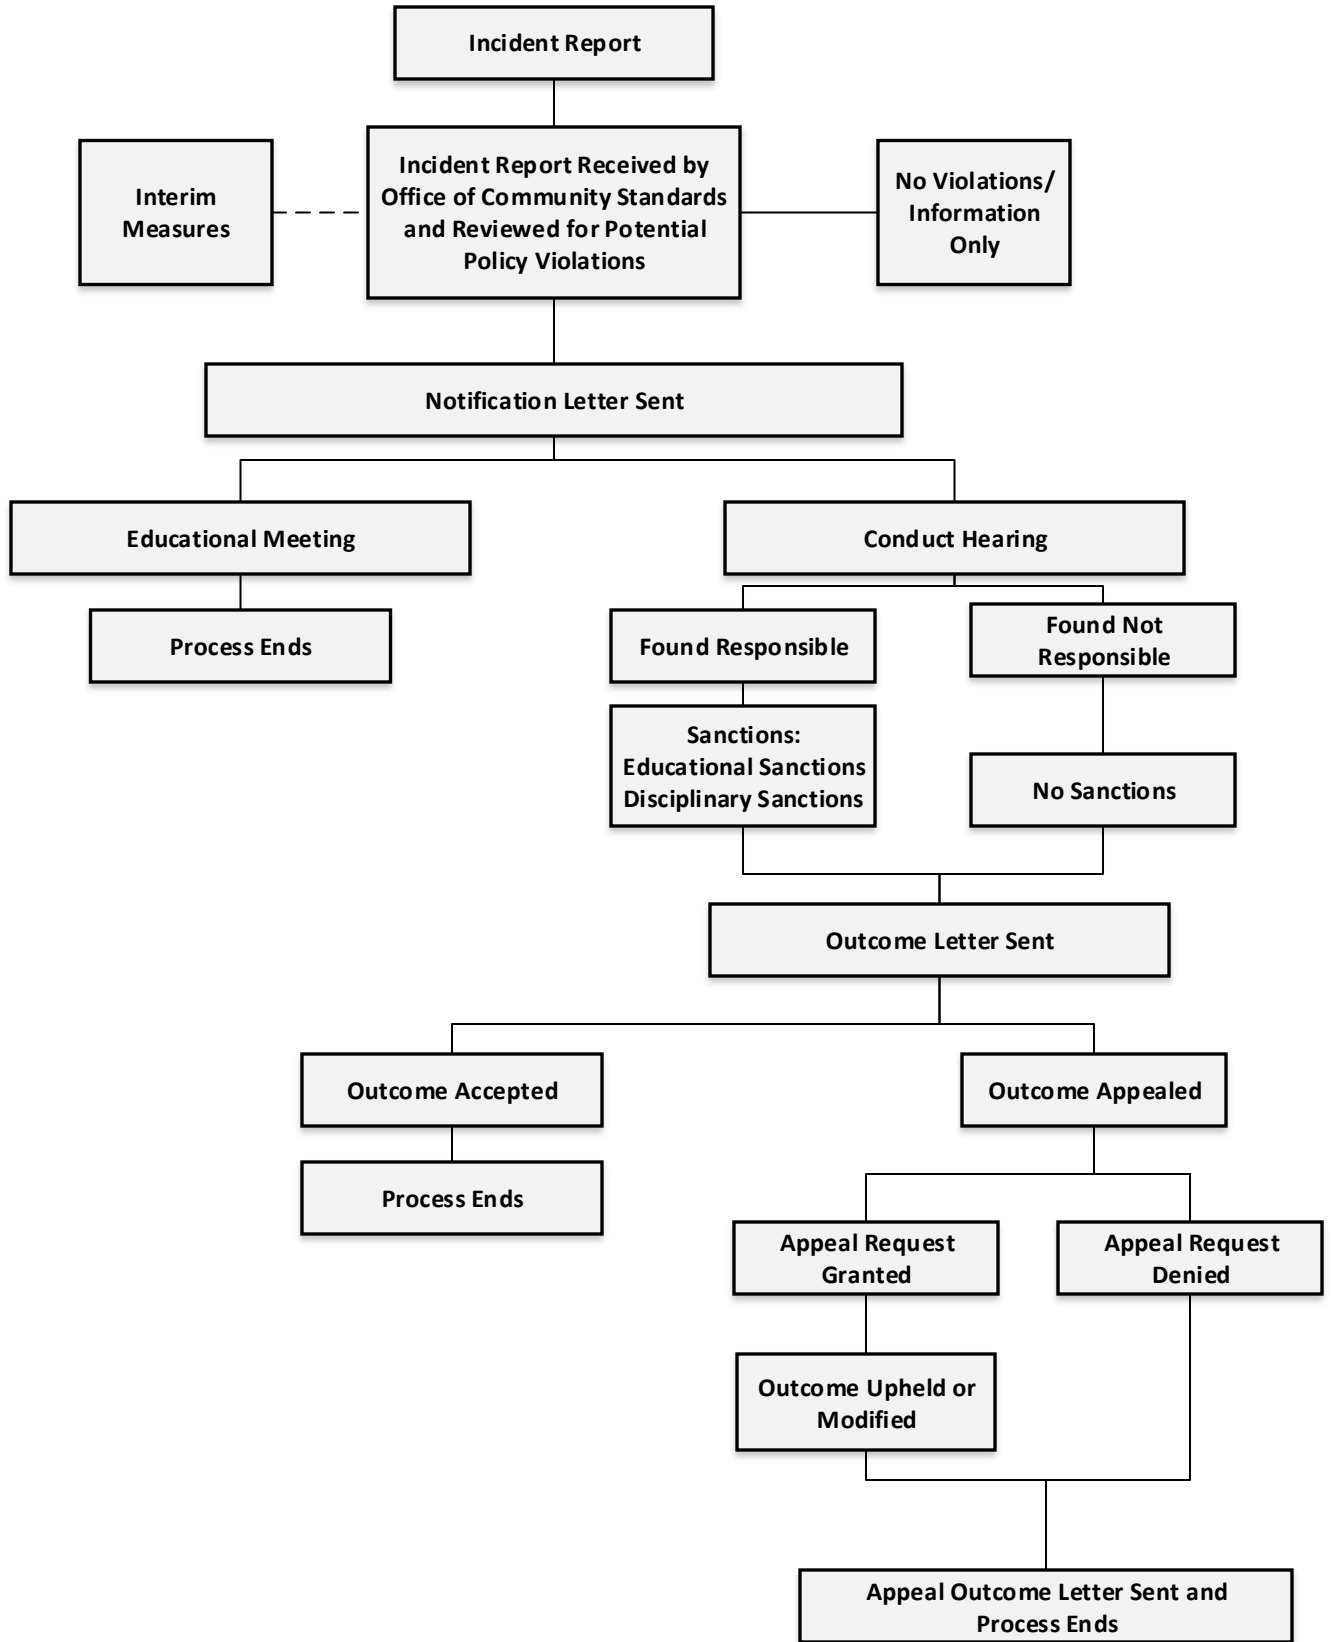 Incident Report
Interim
Measures
Incident Report Received by
Office of Community Standards
and Reviewed for Potential
Policy Violations
No Violations/
Information
Only
Notification Letter Sent
Educational Meeting
Conduct Hearing
Process Ends
Found Responsible
Found Not
Responsible
Sanctions:
Educational Sanctions
Disciplinary Sanctions
No Sanctions
Outcome Letter Sent
Outcome Accepted
Outcome Appealed
Process Ends
Appeal Request
Granted
Appeal Request
Denied
Outcome Upheld or
Modified
Appeal Outcome Letter Sent and
Process Ends